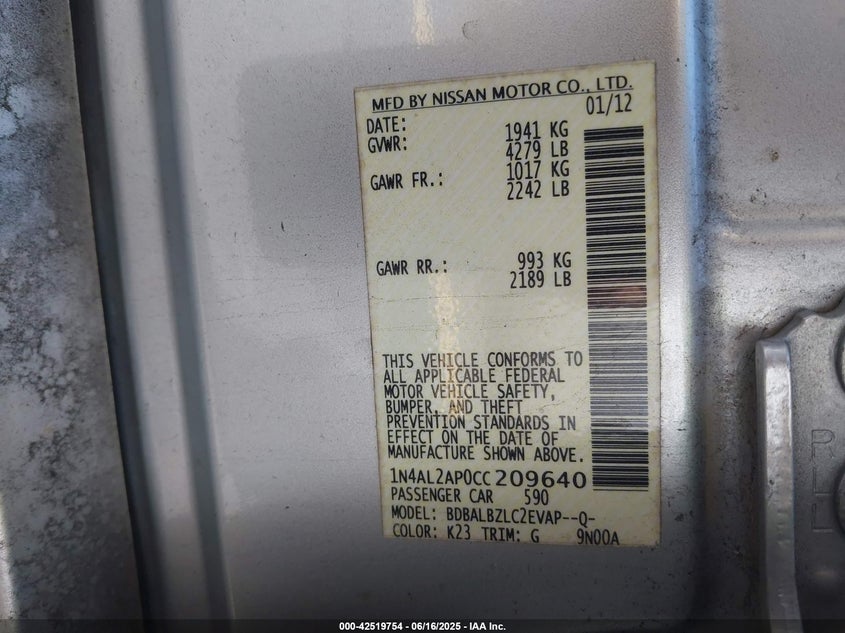 MFD BY NISSAN MOTOR CO., LTD.
DATE: 01/12
GVWR: 1941 KG
4279 LB
GAWR FR.: 1017 KG
2242 LB
GAWR RR.: 993 KG
2189 LB
THIS VEHICLE CONFORMS TO
ALL APPLICABLE FEDERAL
MOTOR VEHICLE SAFETY,
BUMPER, AND THEFT
PREVENTION STANDARDS IN
EFFECT ON THE DATE OF
MANUFACTURE SHOWN ABOVE.
1N4AL2AP0CC209640
PASSENGER CAR 590
MODEL: BDBALBZLC2EVAP--Q-
COLOR: K23 TRIM: G 9N00A
000-42519754 - 06/16/2025 - IAA Inc.